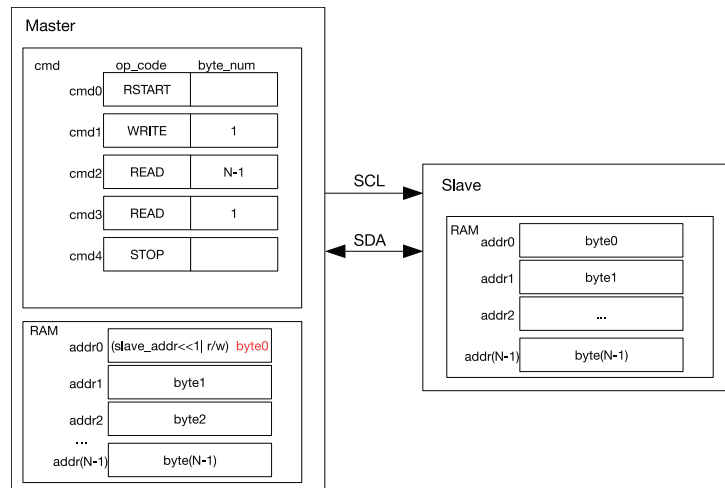 Master
cmd op_code byte_num
cmd0 RSTART
cmd1 WRITE 1
cmd2 READ N-1
cmd3 READ 1
cmd4 STOP
RAM
addr0 (slave_addr<<1| r/w) byte0
addr1 byte1
addr2 byte2
...
addr(N-1) byte(N-1)
SCL
SDA
Slave
RAM
addr0 byte0
addr1 byte1
addr2 ...
addr(N-1) byte(N-1)